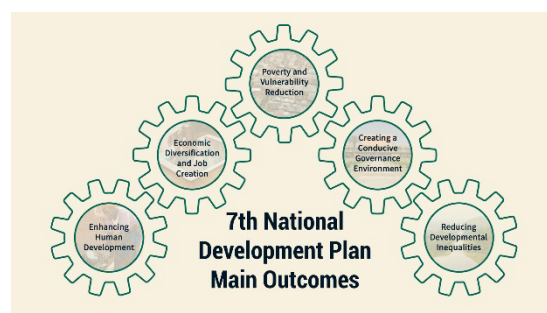 Poverty and
Vulnerability
Reduction
Economic
Diversification
and Job
Creation
Creating a
Conducive
Governance
Environment
Enhancing
Human
Development
7th National
Development Plan
Main Outcomes
Reducing
Developmental
Inequalities